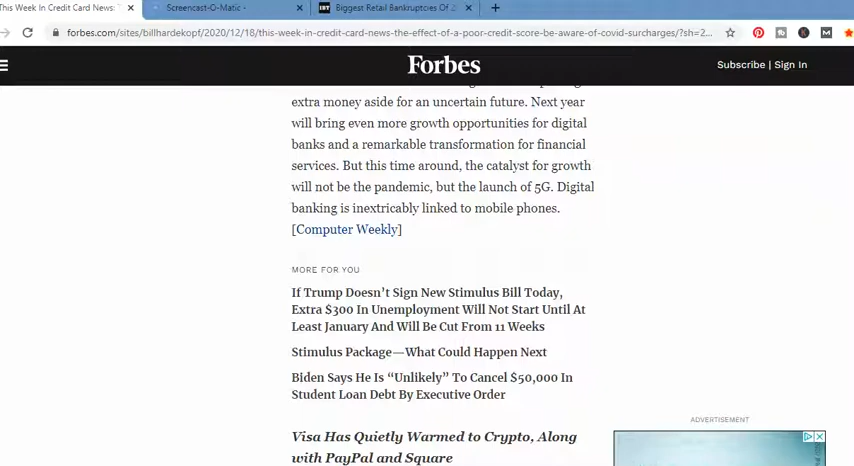 This Week In Credit Card News: T
Screencast-O-Matic -
IBT Biggest Retail Bankruptcies Of 2
forbes.com/sites/billhardekopf/2020/12/18/this-week-in-credit-card-news-the-effect-of-a-poor-credit-score-be-aware-of-covid-surcharges/?sh=2...
Forbes
Subscribe | Sign In
extra money aside for an uncertain future. Next year
will bring even more growth opportunities for digital
banks and a remarkable transformation for financial
services. But this time around, the catalyst for growth
will not be the pandemic, but the launch of 5G. Digital
banking is inextricably linked to mobile phones.
[Computer Weekly]
MORE FOR YOU
If Trump Doesn’t Sign New Stimulus Bill Today,
Extra $300 In Unemployment Will Not Start Until At
Least January And Will Be Cut From 11 Weeks
Stimulus Package—What Could Happen Next
Biden Says He Is “Unlikely” To Cancel $50,000 In
Student Loan Debt By Executive Order
ADVERTISEMENT
Visa Has Quietly Warmed to Crypto, Along
with PayPal and Square